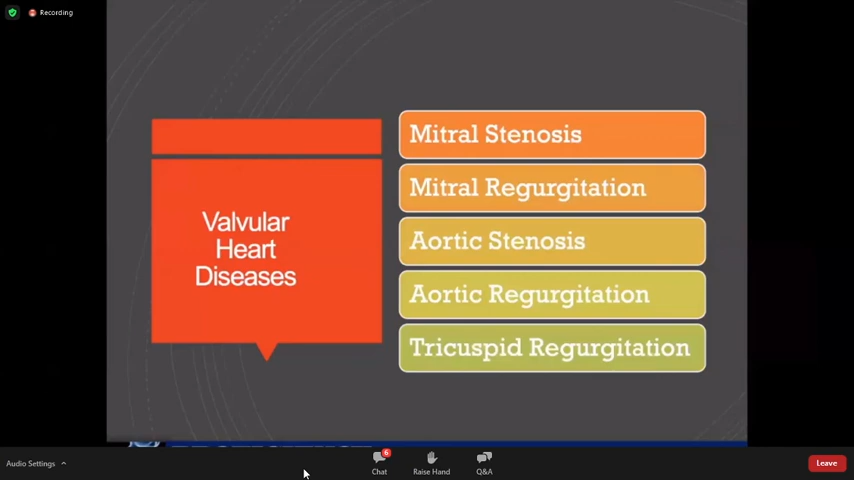 Recording
Valvular
Heart
Diseases
Mitral Stenosis
Mitral Regurgitation
Aortic Stenosis
Aortic Regurgitation
Tricuspid Regurgitation
Audio Settings
6
Chat
Raise Hand
Q&A
Leave